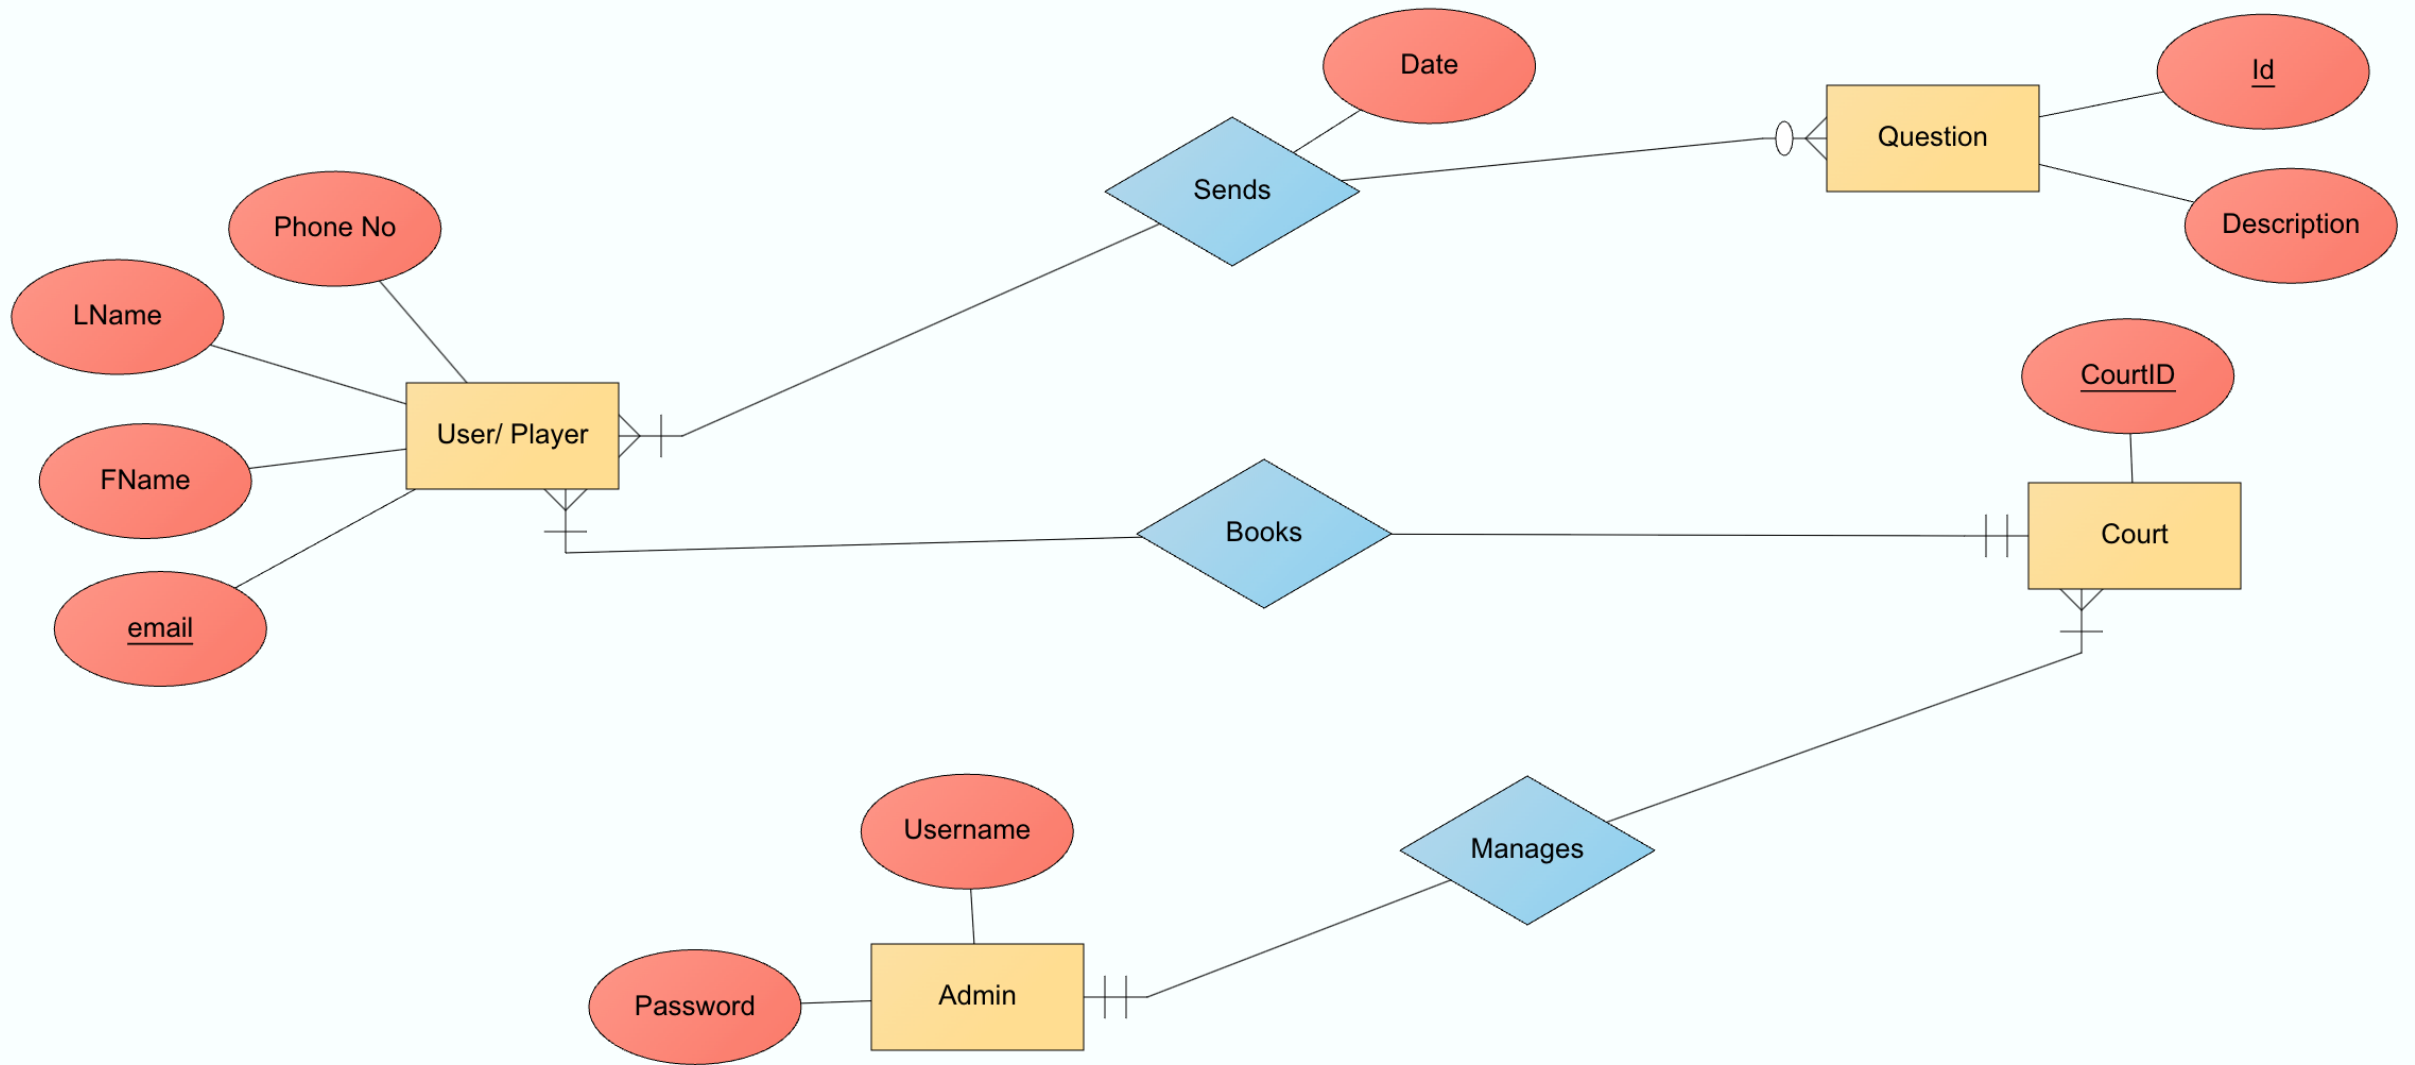 Date
Id
Question
Sends
Phone No
Description
LName
CourtID
User/ Player
FName
Books
Court
email
Username
Manages
Admin
Password